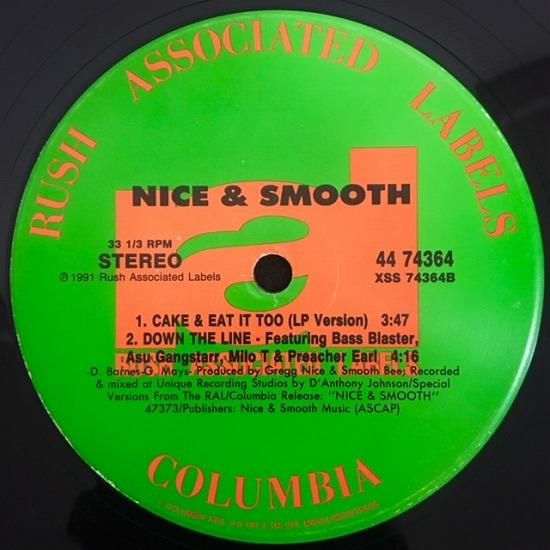 RUSH ASSOCIATED LABELS
NICE & SMOOTH
33 1/3 RPM
STEREO
℗ 1991 Rush Associated Labels
44 74364
XSS 74364B
1. CAKE & EAT IT TOO (LP Version) 3:47
2. DOWN THE LINE - Featuring Bass Blaster,
Asu Gangstarr, Milo T & Preacher Earl 4:16
-D. Barnes-G. Mays- Produced by Gregg Nice & Smooth Bee, Recorded
& mixed at Unique Recording Studios by D'Anthony Johnson/Special
Versions From The RAL/Columbia Release: "NICE & SMOOTH"
47373/Publishers: Nice & Smooth Music (ASCAP)
COLUMBIA